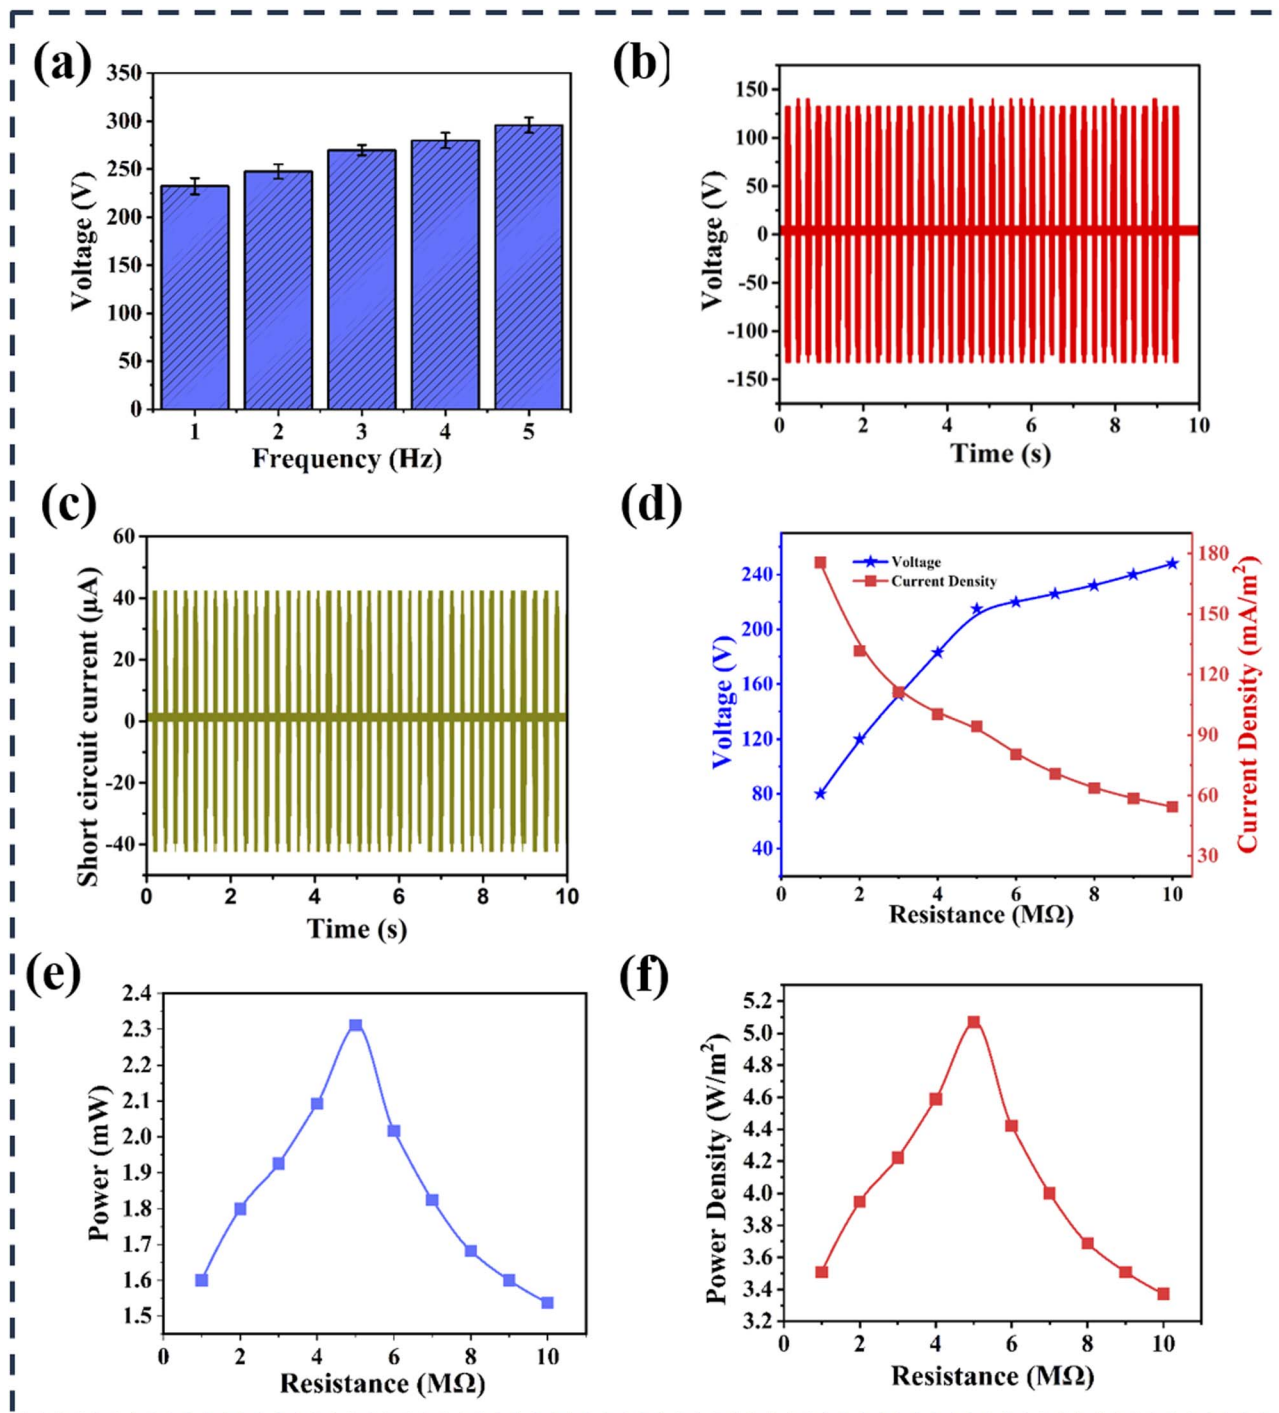 (a)
350
300
250
200
150
100
50
0
Voltage (V)
1 2 3 4 5
Frequency (Hz)
(b)
150
100
50
0
-50
-100
-150
Voltage (V)
0 2 4 6 8 10
Time (s)
(c)
60
40
20
0
-20
-40
Short circuit current (μA)
0 2 4 6 8 10
Time (s)
(d)
Voltage
Current Density
240
200
160
120
80
40
Voltage (V)
180
150
120
90
60
30
Current Density (mA/m²)
0 2 4 6 8 10
Resistance (MΩ)
(e)
2.4
2.3
2.2
2.1
2.0
1.9
1.8
1.7
1.6
1.5
Power (mW)
0 2 4 6 8 10
Resistance (MΩ)
(f)
5.2
5.0
4.8
4.6
4.4
4.2
4.0
3.8
3.6
3.4
3.2
Power Density (W/m²)
0 2 4 6 8 10
Resistance (MΩ)